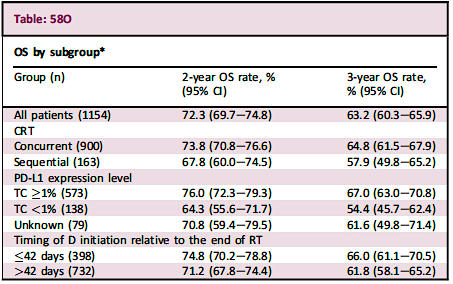 Table: 58O
OS by subgroup*
Group (n) 2-year OS rate, % (95% CI) 3-year OS rate, % (95% CI)
All patients (1154) 72.3 (69.7–74.8) 63.2 (60.3–65.9)
CRT
Concurrent (900) 73.8 (70.8–76.6) 64.8 (61.5–67.9)
Sequential (163) 67.8 (60.0–74.5) 57.9 (49.8–65.2)
PD-L1 expression level
TC ≥1% (573) 76.0 (72.3–79.3) 67.0 (63.0–70.8)
TC <1% (138) 64.3 (55.6–71.7) 54.4 (45.7–62.4)
Unknown (79) 70.8 (59.4–79.5) 61.6 (49.8–71.4)
Timing of D initiation relative to the end of RT
≤42 days (398) 74.8 (70.2–78.8) 66.0 (61.1–70.5)
>42 days (732) 71.2 (67.8–74.4) 61.8 (58.1–65.2)